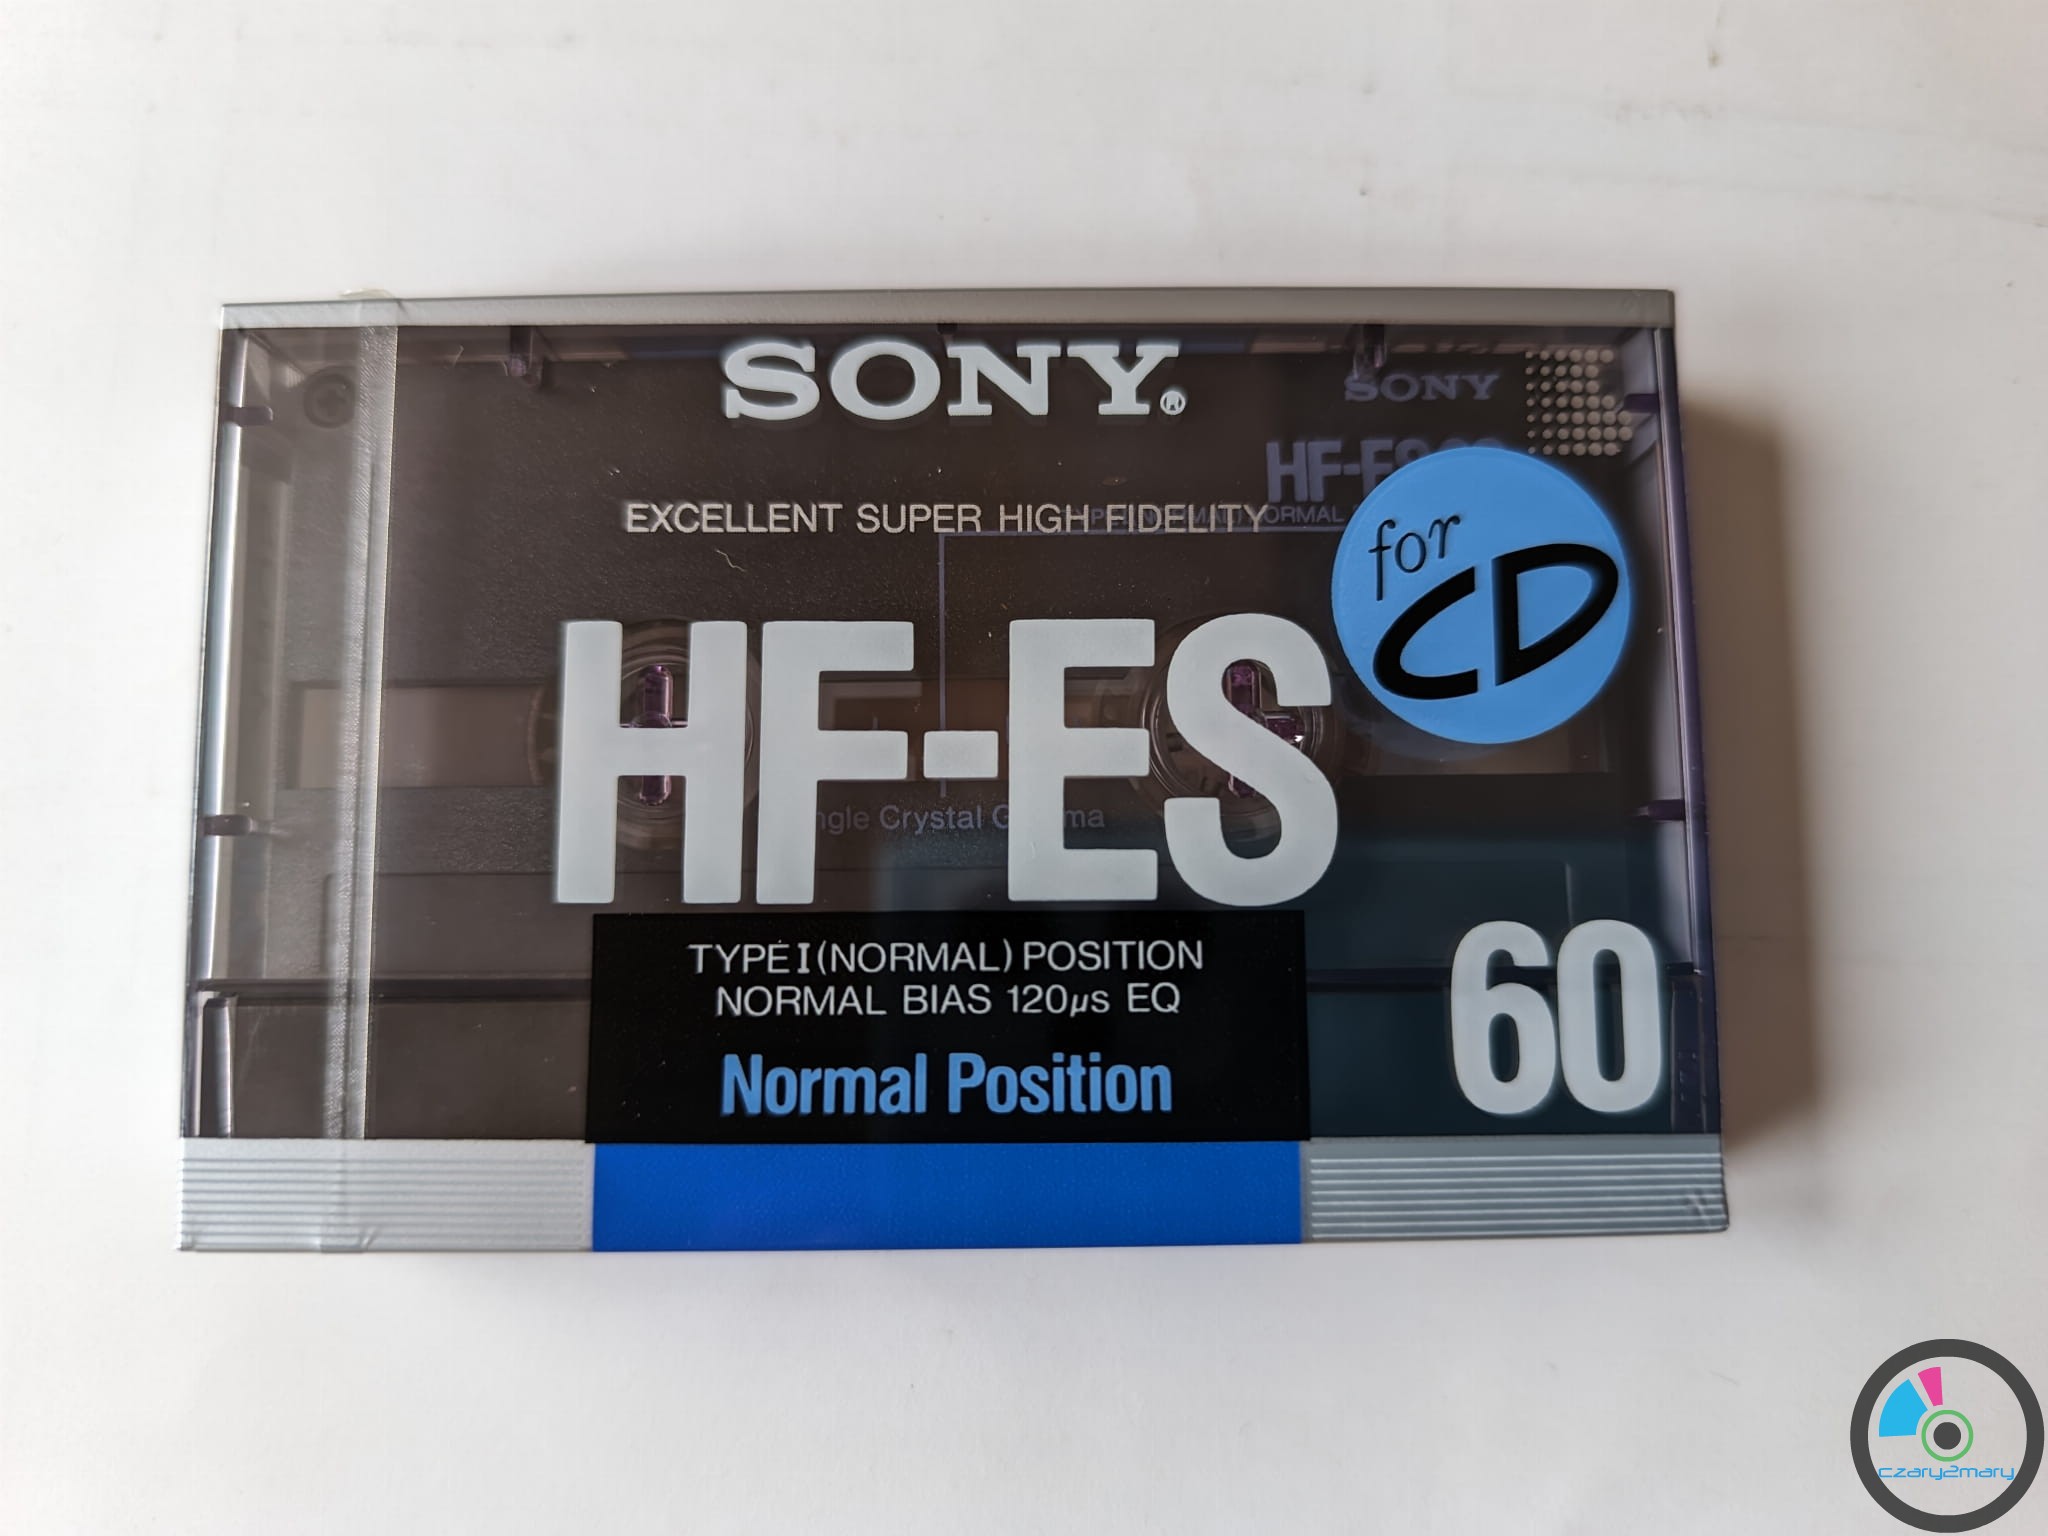 SONY®
SONY
HF-ES
EXCELLENT SUPER HIGH FIDELITY
for
CD
HF-ES
Crystal
60
TYPE I (NORMAL) POSITION
NORMAL BIAS 120μs EQ
Normal Position
czary2mary